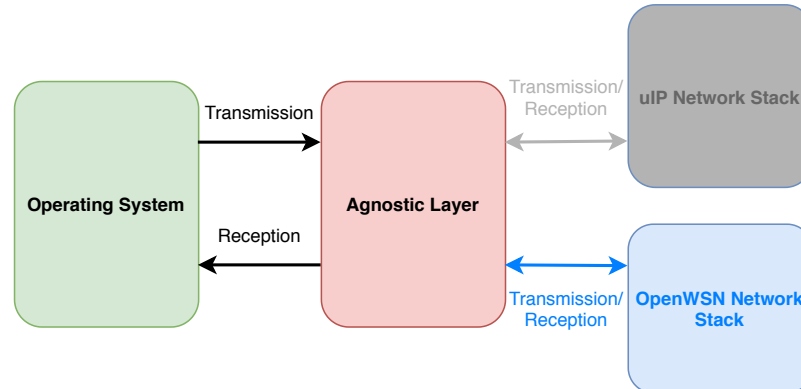 Transmission
Operating System
Reception
Agnostic Layer
Transmission/
Reception
uIP Network Stack
Transmission/
Reception
OpenWSN Network
Stack